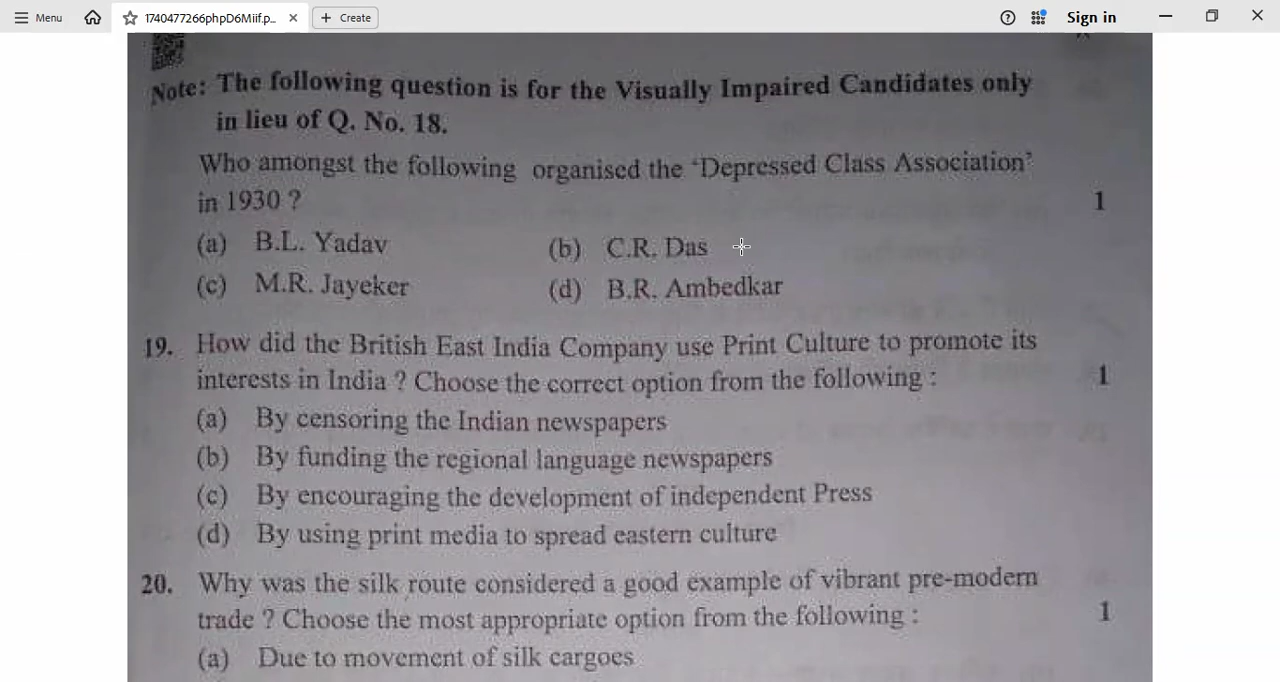 Menu
1740477266phpD6Miif.p...
Create
Sign in
Note: The following question is for the Visually Impaired Candidates only
in lieu of Q. No. 18.
Who amongst the following organised the 'Depressed Class Association'
in 1930 ? 1
(a) B.L. Yadav (b) C.R. Das
(c) M.R. Jayeker (d) B.R. Ambedkar
19. How did the British East India Company use Print Culture to promote its
interests in India ? Choose the correct option from the following : 1
(a) By censoring the Indian newspapers
(b) By funding the regional language newspapers
(c) By encouraging the development of independent Press
(d) By using print media to spread eastern culture
20. Why was the silk route considered a good example of vibrant pre-modern
trade ? Choose the most appropriate option from the following : 1
(a) Due to movement of silk cargoes